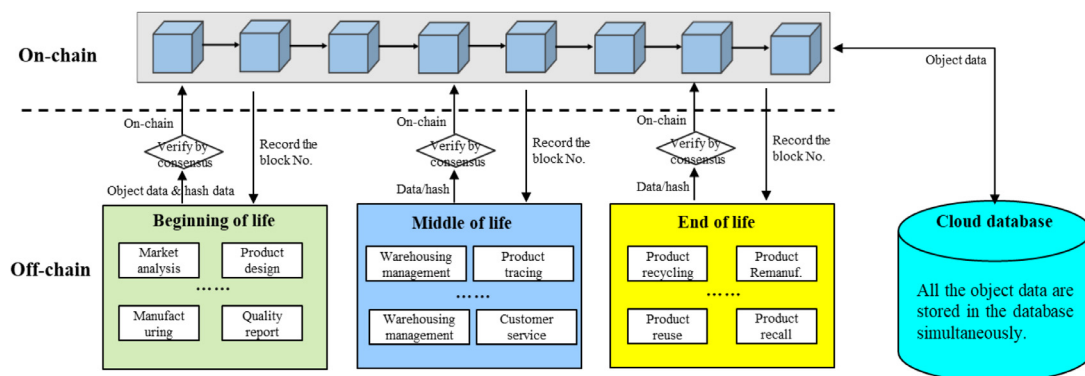 On-chain
Object data
On-chain
Verify by
consensus
Record the
block No.
Object data & hash data
On-chain
Verify by
consensus
Record the
block No.
Data/hash
On-chain
Verify by
consensus
Record the
block No.
Data/hash
Off-chain
Beginning of life
Market
analysis
Product
design
……
Manufact
uring
Quality
report
Middle of life
Warehousing
management
Product
tracing
……
Warehousing
management
Customer
service
End of life
Product
recycling
Product
Remanuf.
……
Product
reuse
Product
recall
Cloud database
All the object data are
stored in the database
simultaneously.